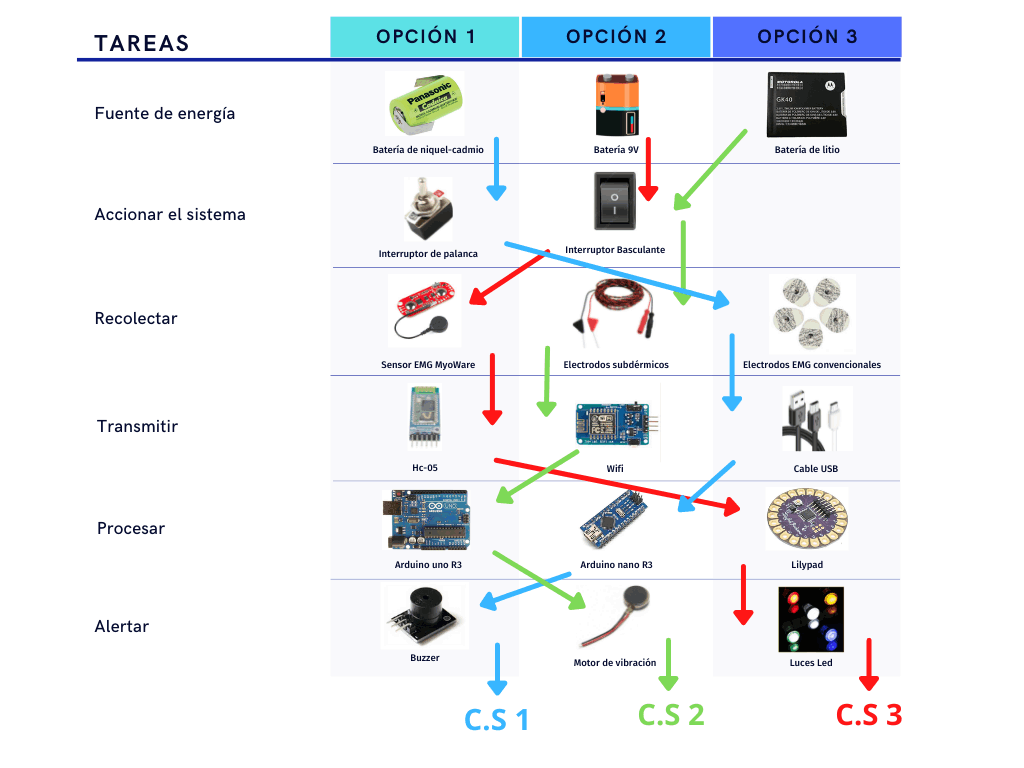 TAREAS
OPCIÓN 1
OPCIÓN 2
OPCIÓN 3
Fuente de energía
Panasonic
Cadnica
MOTOROLA
GK40
Batería de niquel-cadmio
Batería 9V
Batería de litio
Accionar el sistema
Interruptor de palanca
Interruptor Basculante
Recolectar
Sensor EMG MyoWare
Electrodos subdérmicos
Electrodos EMG convencionales
Transmitir
Hc-05
Wifi
Cable USB
Procesar
UNO
Arduino uno R3
Arduino nano R3
Lilypad
Alertar
Buzzer
Motor de vibración
Luces Led
C.S 1
C.S 2
C.S 3